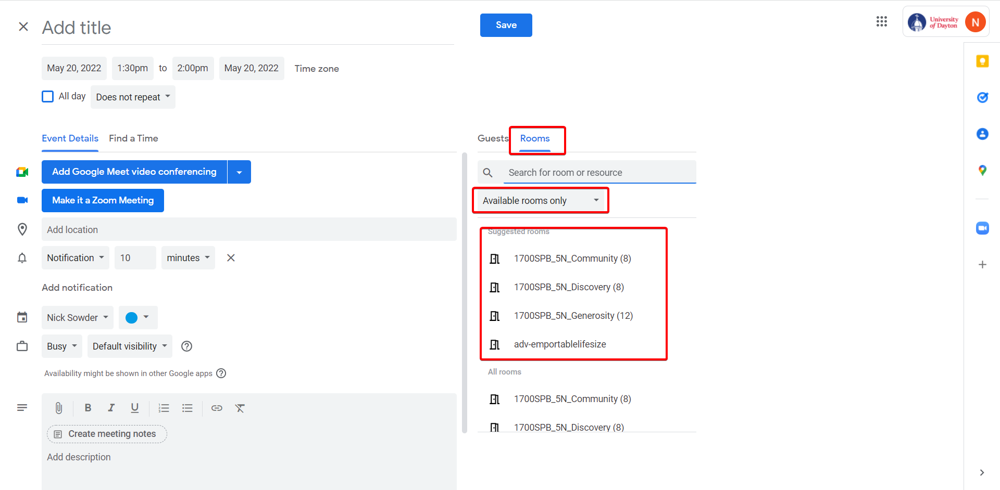 Add title
Save
University
of Dayton
N
May 20, 2022 1:30pm to 2:00pm May 20, 2022 Time zone
All day Does not repeat
Event Details Find a Time
Guests Rooms
Add Google Meet video conferencing
Search for room or resource
Make it a Zoom Meeting
Available rooms only
Add location
Suggested rooms
Notification 10 minutes
1700SPB_5N_Community (8)
Add notification
1700SPB_5N_Discovery (8)
Nick Sowder
1700SPB_5N_Generosity (12)
Busy Default visibility
adv-emportablelifesize
Availability might be shown in other Google apps
All rooms
1700SPB_5N_Community (8)
B I U
1700SPB_5N_Discovery (8)
Create meeting notes
Add description